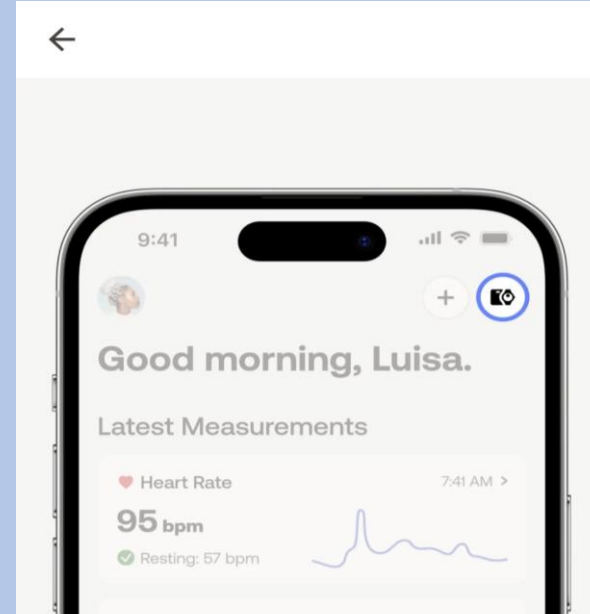 9:41
Good morning, Luisa.
Latest Measurements
Heart Rate 7:41 AM >
95 bpm
Resting: 57 bpm